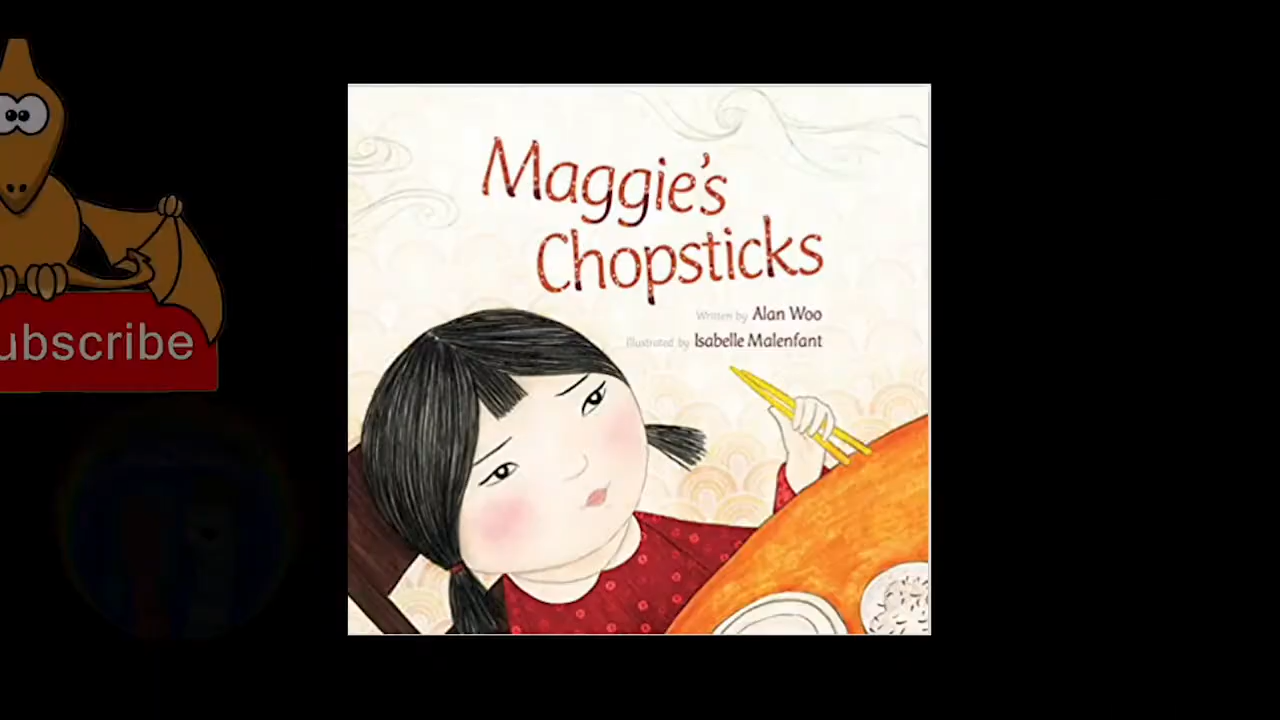 Maggie's
Chopsticks
Written by Alan Woo
Illustrated by Isabelle Malenfant
ubscribe